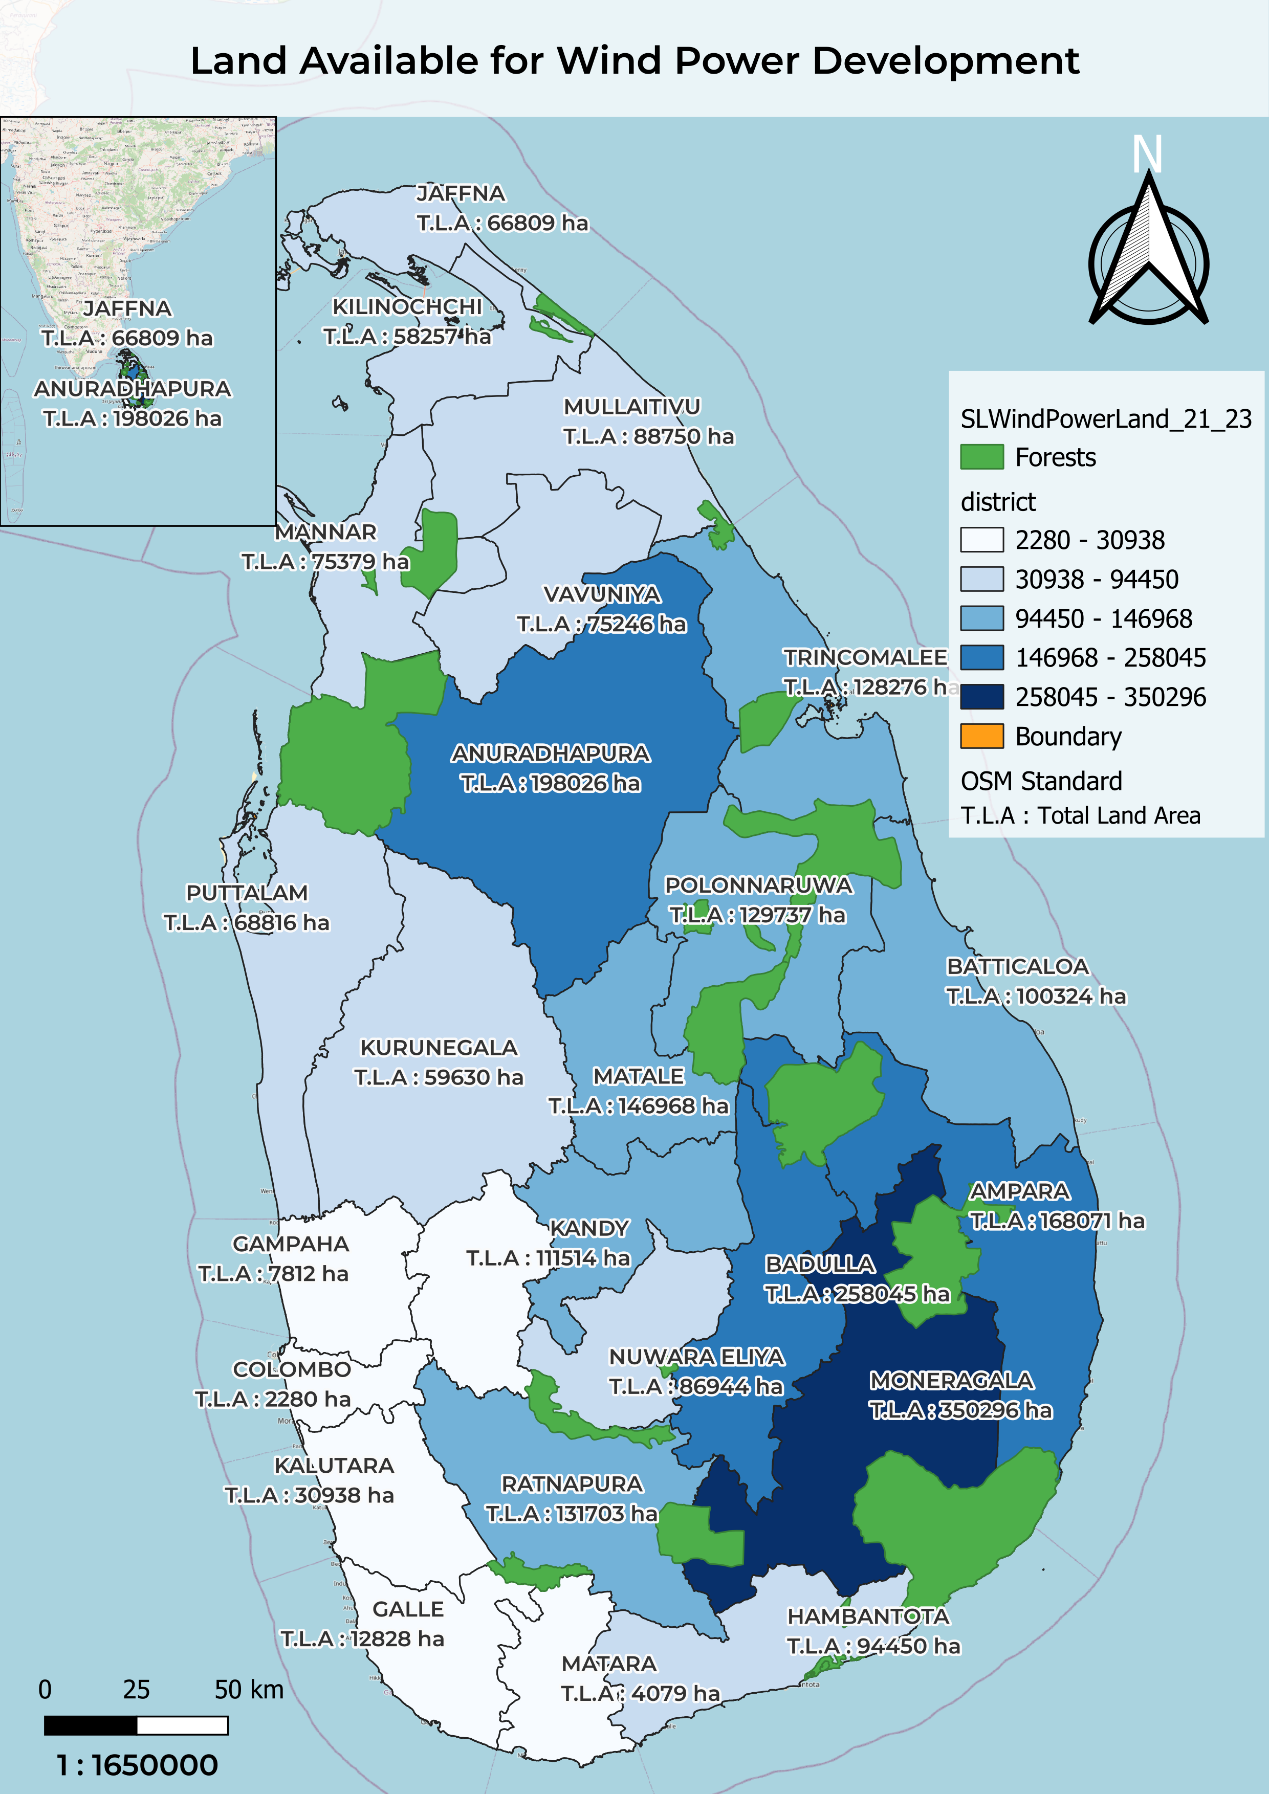 Land Available for Wind Power Development
N
JAFFNA
T.L.A : 66809 ha
KILINOCHCHI
T.L.A : 58257 ha
JAFFNA
T.L.A : 66809 ha
ANURADHAPURA
T.L.A : 198026 ha
MULLAITIVU
T.L.A : 88750 ha
SLWindPowerLand_21_23
Forests
district
2280 - 30938
30938 - 94450
94450 - 146968
146968 - 258045
258045 - 350296
Boundary
OSM Standard
T.L.A : Total Land Area
MANNAR
T.L.A : 75379 ha
VAVUNIYA
T.L.A : 75246 ha
TRINCOMALEE
T.L.A : 128276 ha
ANURADHAPURA
T.L.A : 198026 ha
PUTTALAM
T.L.A : 68816 ha
POLONNARUWA
T.L.A : 129737 ha
BATTICALOA
T.L.A : 100324 ha
KURUNEGALA
T.L.A : 59630 ha
MATALE
T.L.A : 146968 ha
AMPARA
T.L.A : 168071 ha
KANDY
T.L.A : 111514 ha
GAMPAHA
T.L.A : 7812 ha
BADULLA
T.L.A : 258045 ha
NUWARA ELIYA
T.L.A : 86944 ha
COLOMBO
T.L.A : 2280 ha
MONERAGALA
T.L.A : 350296 ha
KALUTARA
T.L.A : 30938 ha
RATNAPURA
T.L.A : 131703 ha
GALLE
T.L.A : 12828 ha
HAMBANTOTA
T.L.A : 94450 ha
MATARA
T.L.A : 4079 ha
0 25 50 km
1 : 1650000